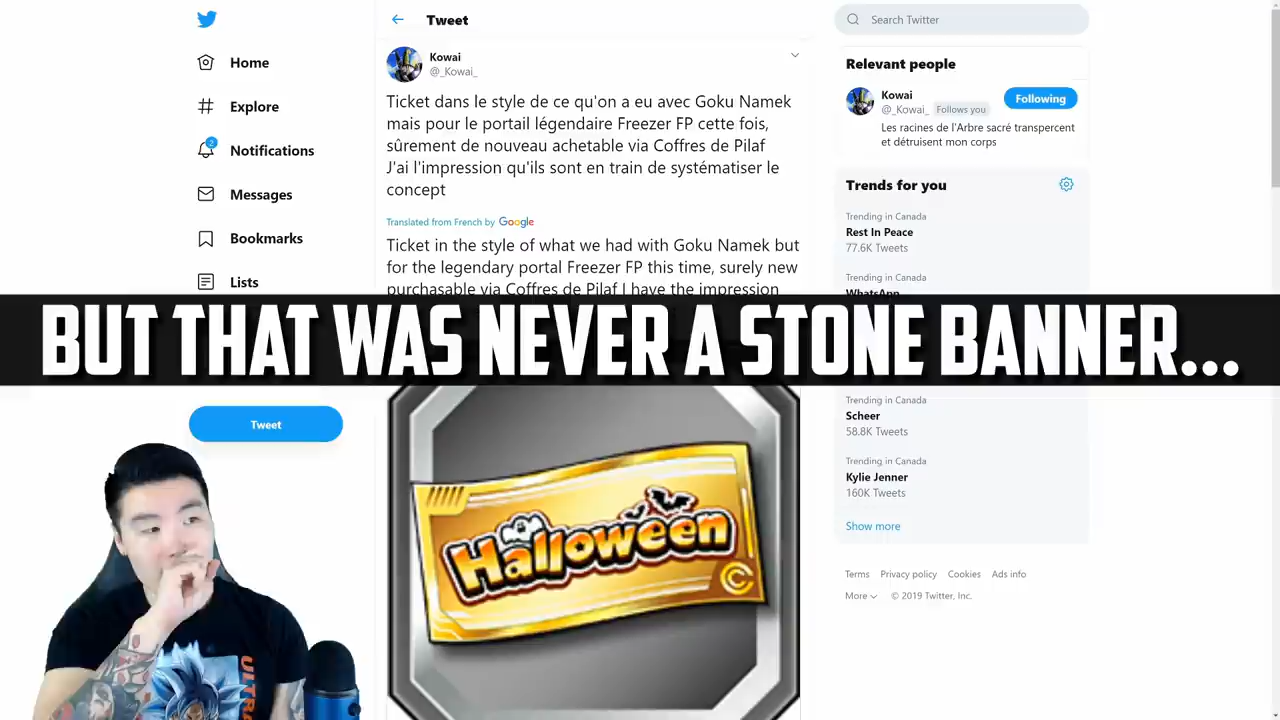 Home
Explore
Notifications
2
Messages
Bookmarks
Lists
Tweet
Tweet
Kowai
@_Kowai_
Ticket dans le style de ce qu'on a eu avec Goku Namek
mais pour le portail légendaire Freezer FP cette fois,
sûrement de nouveau achetable via Coffres de Pilaf
J'ai l'impression qu'ils sont en train de systématiser le
concept
Translated from French by Google
Ticket in the style of what we had with Goku Namek but
for the legendary portal Freezer FP this time, surely new
purchasable via Coffres de Pilaf I have the impression
BUT THAT WAS NEVER A STONE BANNER...
Halloween
C
ULTRA
Search Twitter
Relevant people
Kowai
@_Kowai_ Follows you
Following
Les racines de l'Arbre sacré transpercent
et détruisent mon corps
Trends for you
Trending in Canada
Rest In Peace
77.6K Tweets
Trending in Canada
WhatsApp
Trending in Canada
Scheer
58.8K Tweets
Trending in Canada
Kylie Jenner
160K Tweets
Show more
Terms Privacy policy Cookies Ads info
More © 2019 Twitter, Inc.